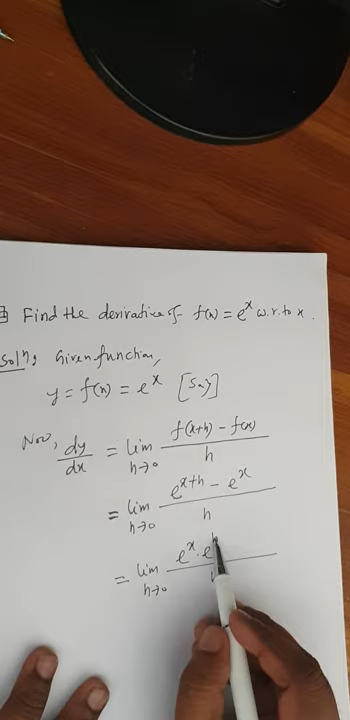 Find the derivative of f(x) = e^x w.r.to x.
Solⁿ; Given function,
y = f(x) = e^x [Say]
Now, dy/dx = lim h→0 f(x+h) - f(x) / h
= lim h→0 e^x+h - e^x / h
= lim h→0 e^x · e^h